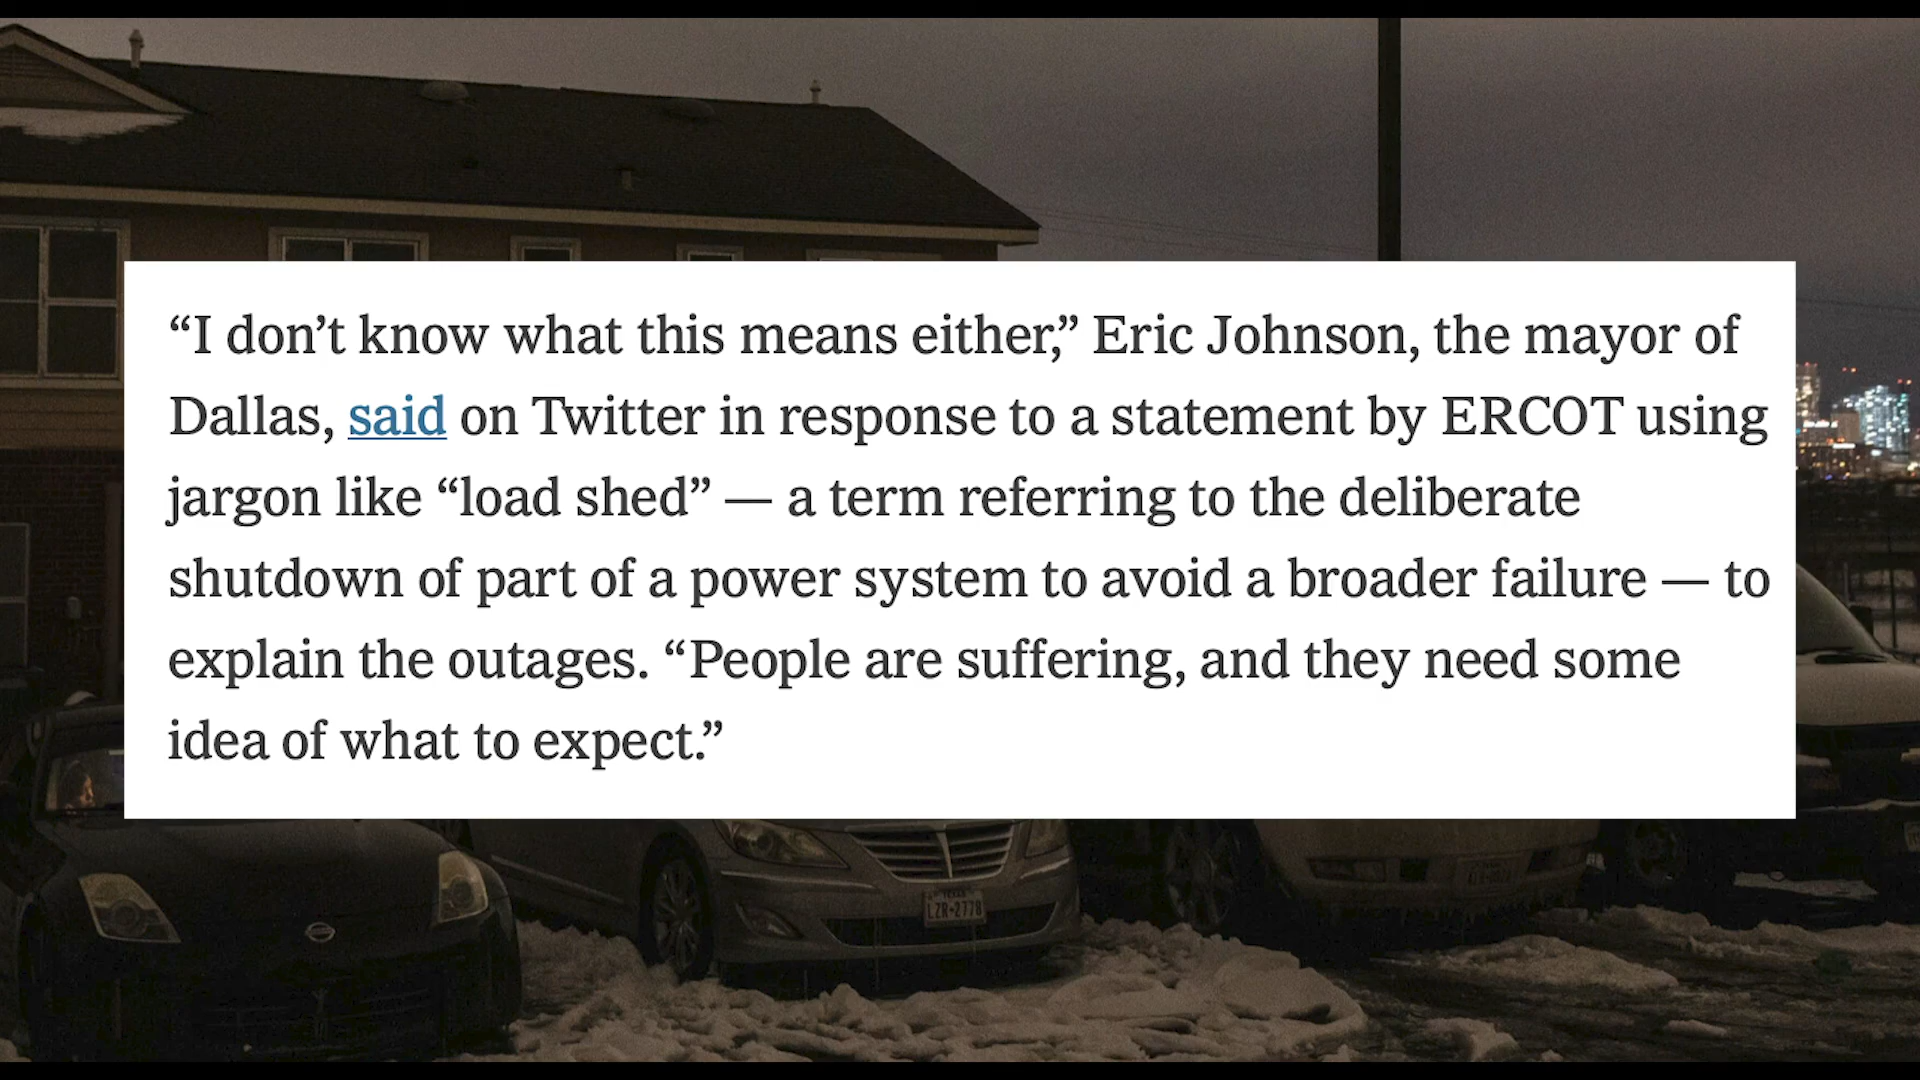 “I don’t know what this means either,” Eric Johnson, the mayor of
Dallas, said on Twitter in response to a statement by ERCOT using
jargon like “load shed” — a term referring to the deliberate
shutdown of part of a power system to avoid a broader failure — to
explain the outages. “People are suffering, and they need some
idea of what to expect.”
TEXAS
LZR•2778